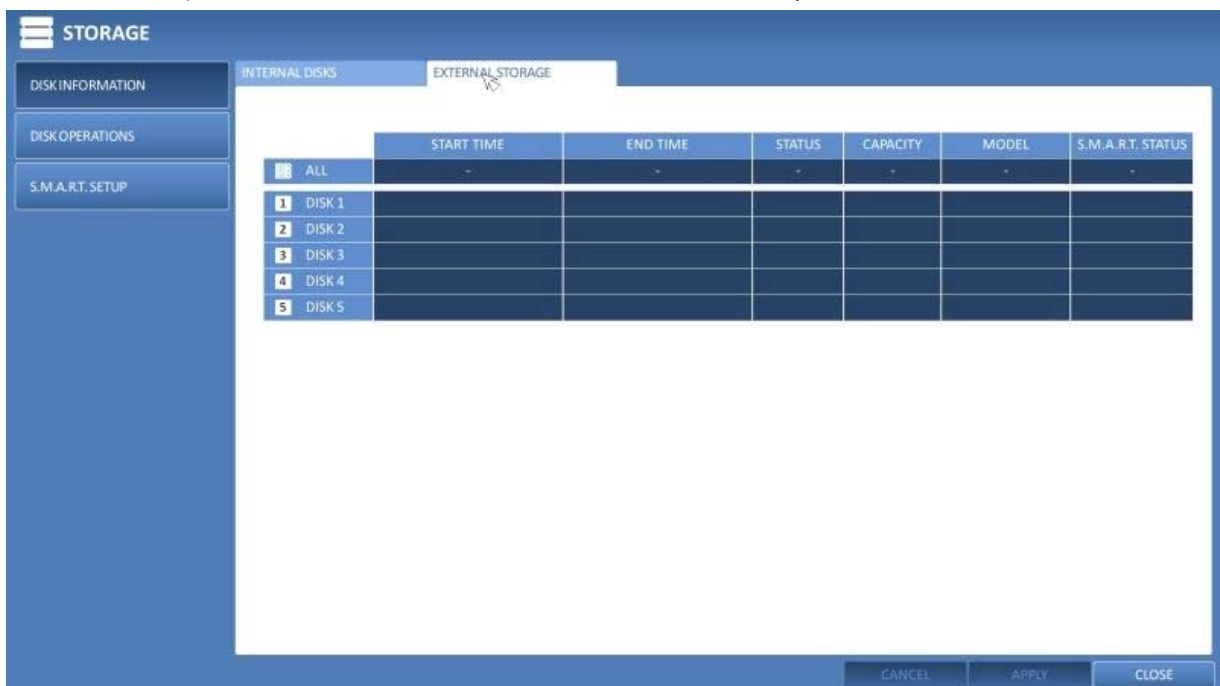 STORAGE
DISK INFORMATION
DISK OPERATIONS
S.M.A.R.T. SETUP
INTERNAL DISKS EXTERNAL STORAGE
START TIME END TIME STATUS CAPACITY MODEL S.M.A.R.T. STATUS
ALL - - - - - -
1 DISK 1
2 DISK 2
3 DISK 3
4 DISK 4
5 DISK 5
CANCEL APPLY CLOSE